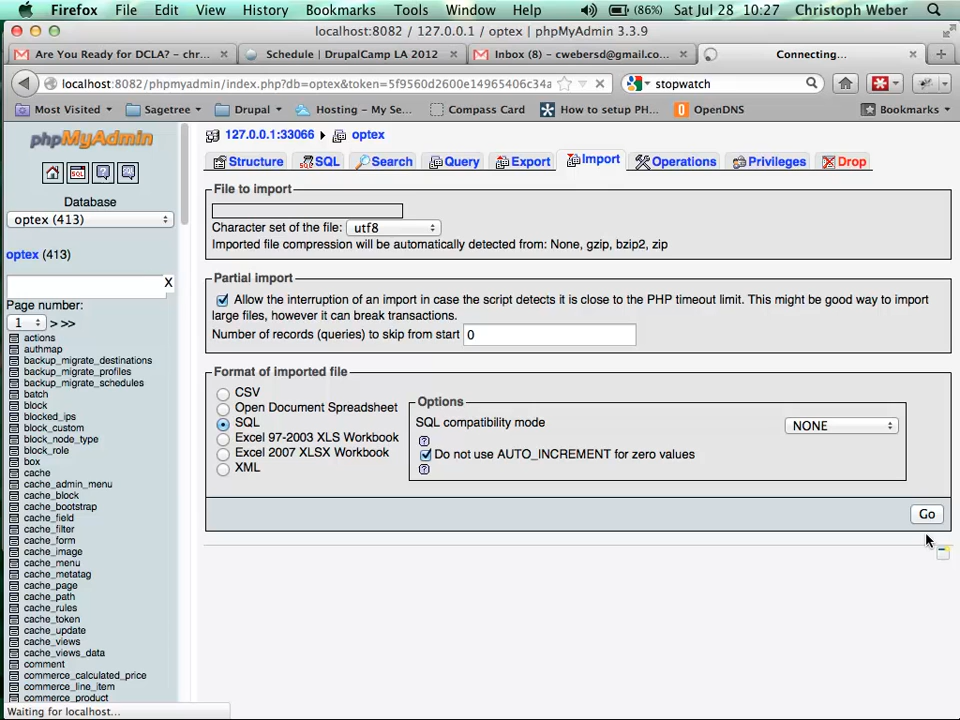 Firefox File Edit View History Bookmarks Tools Window Help (86%) Sat Jul 28 10:27 Christoph Weber
localhost:8082 / 127.0.0.1 / optex | phpMyAdmin 3.3.9
Are You Ready for DCLA? - chr... Schedule | DrupalCamp LA 2012 Inbox (8) - cwebersd@gmail.co... Connecting...
localhost:8082/phpmyadmin/index.php?db=optex&token=5f9560d2600e14965406c34a stopwatch
Most Visited Sagetree Drupal Hosting - My Se... Compass Card How to setup PH... OpenDNS Bookmarks
phpMyAdmin
SQL
Database
optex (413)
optex (413)
X
Page number:
1 > >>
actions
authmap
backup_migrate_destinations
backup_migrate_profiles
backup_migrate_schedules
batch
block
blocked_ips
block_custom
block_node_type
block_role
box
cache
cache_admin_menu
cache_block
cache_bootstrap
cache_field
cache_filter
cache_form
cache_image
cache_menu
cache_metatag
cache_page
cache_path
cache_rules
cache_token
cache_update
cache_views
cache_views_data
comment
commerce_calculated_price
commerce_line_item
commerce_product
127.0.0.1:33066 optex
Structure SQL Search Query Export Import Operations Privileges Drop
File to import
Character set of the file: utf8
Imported file compression will be automatically detected from: None, gzip, bzip2, zip
Partial import
Allow the interruption of an import in case the script detects it is close to the PHP timeout limit. This might be good way to import
large files, however it can break transactions.
Number of records (queries) to skip from start 0
Format of imported file
CSV
Open Document Spreadsheet
SQL
Excel 97-2003 XLS Workbook
Excel 2007 XLSX Workbook
XML
Options
SQL compatibility mode NONE
Do not use AUTO_INCREMENT for zero values
Go
Waiting for localhost...